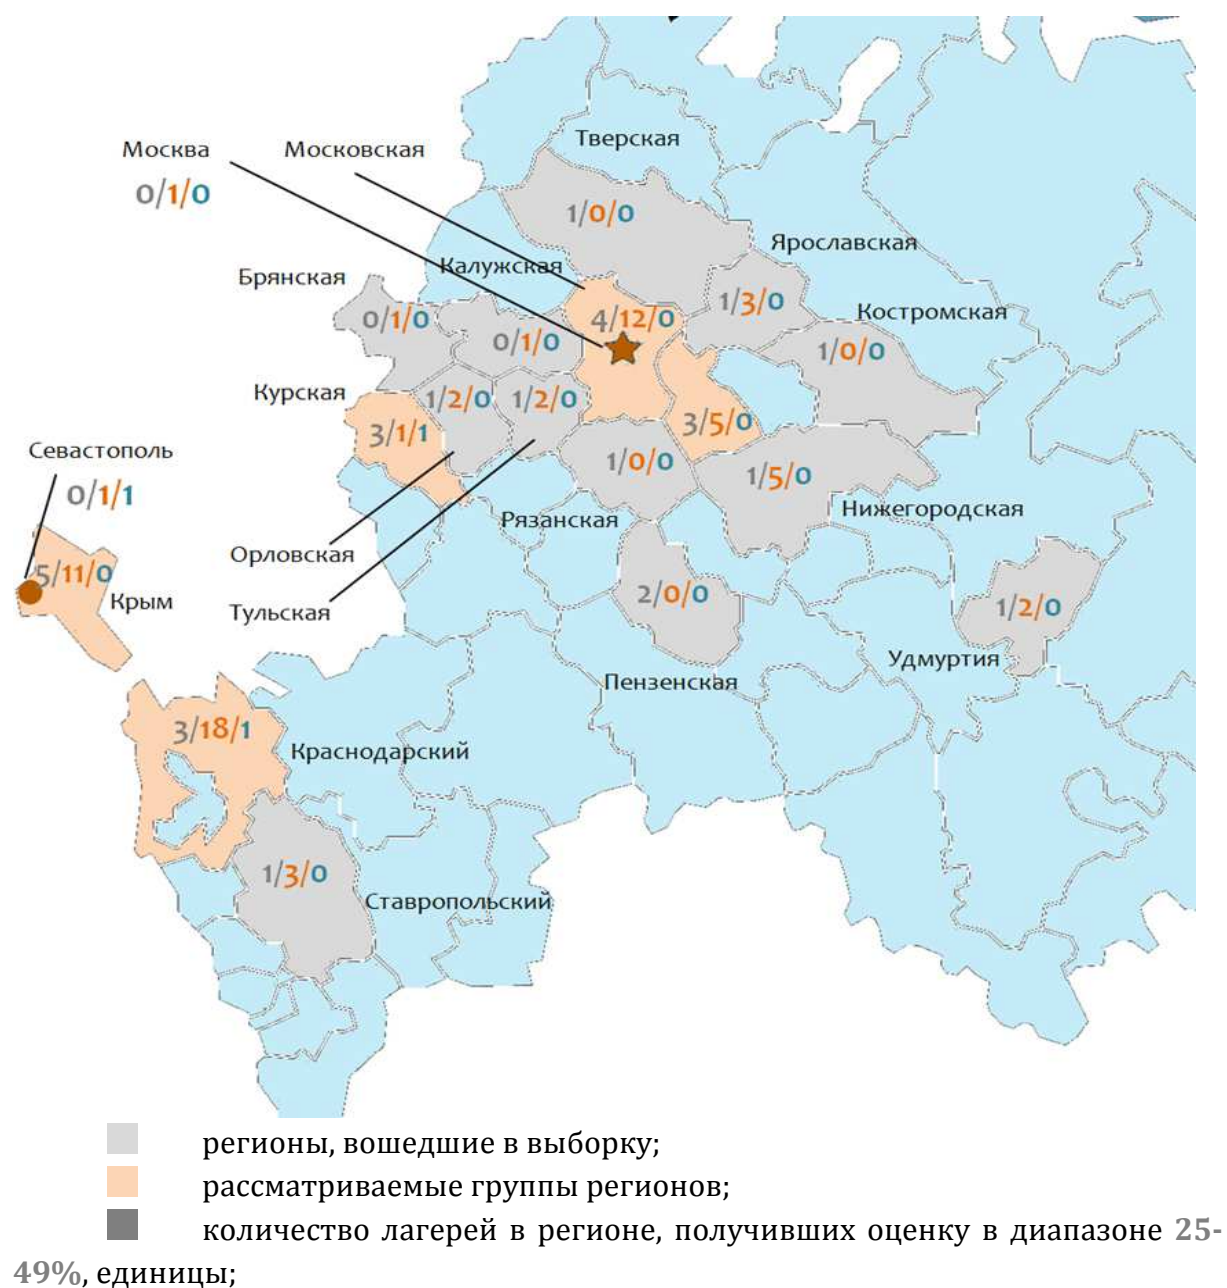 Тверская
Москва
Московская
0/1/0
1/0/0
Ярославская
Калужская
Брянская
1/3/0
Костромская
4/12/0
0/1/0
0/1/0
1/0/0
Курская
1/2/0
1/2/0
3/5/0
3/1/1
Севастополь
1/0/0
1/5/0
0/1/1
Нижегородская
Рязанская
Орловская
5/11/0
Крым
2/0/0
1/2/0
Тульская
Удмуртия
Пензенская
3/18/1
Краснодарский
1/3/0
Ставропольский
регионы, вошедшие в выборку;
рассматриваемые группы регионов;
количество лагерей в регионе, получивших оценку в диапазоне 25-
49%, единицы;